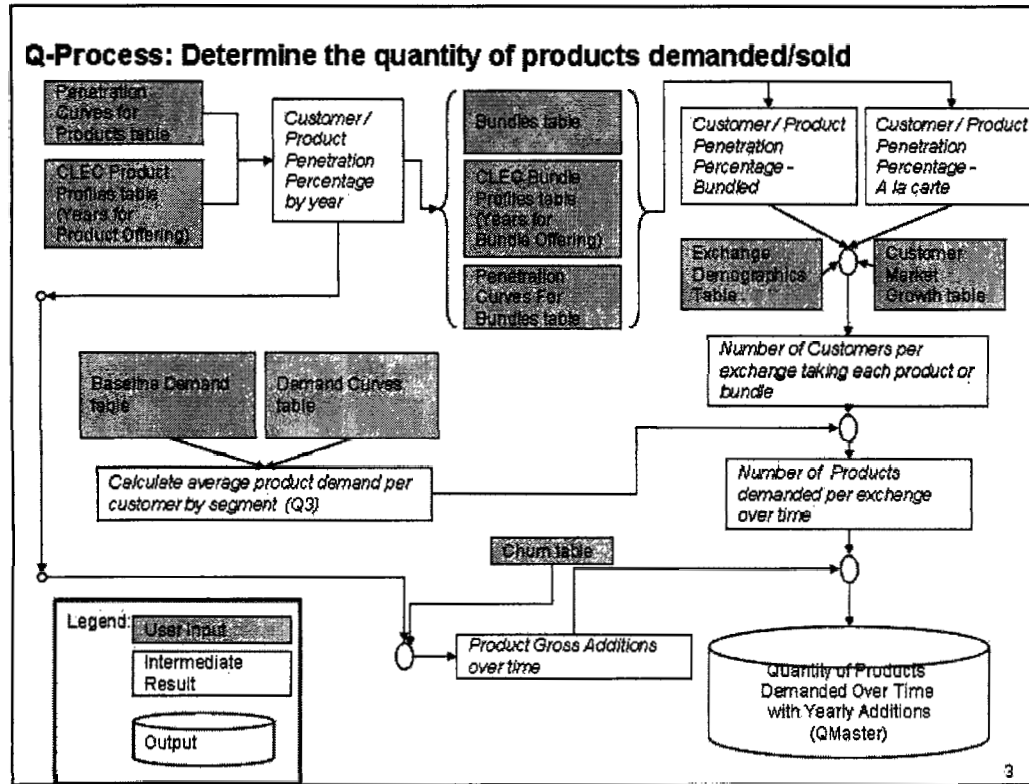 Q-Process: Determine the quantity of products demanded/sold
Penetration
Curves for
Products table
CLEC Product
Profiles table
(Years for
Product Offering)
Customer /
Product
Penetration
Percentage
by year
Bundles table
CLEC Bundle
Profiles table
(Years for
Bundle Offering)
Penetration
Curves For
Bundles table
Customer / Product
Penetration
Percentage -
Bundled
Customer / Product
Penetration
Percentage -
A la carte
Exchange
Demographics
Table
Customer
Market
Growth table
Number of Customers per
exchange taking each product or
bundle
Baseline Demand
table
Demand Curves
table
Calculate average product demand per
customer by segment (Q3)
Number of Products
demanded per exchange
over time
Churn table
Product Gross Additions
over time
Quantity of Products
Demanded Over Time
with Yearly Additions
(QMaster)
Legend:
User Input
Intermediate
Result
Output
3